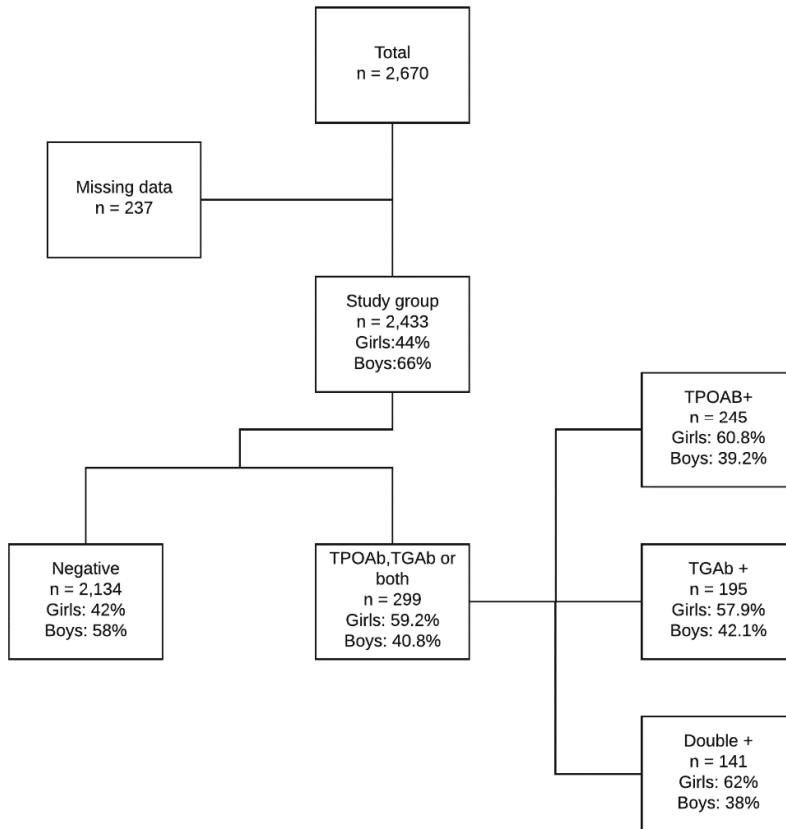 Total
n = 2,670
Missing data
n = 237
Study group
n = 2,433
Girls:44%
Boys:66%
TPOAB+
n = 245
Girls: 60.8%
Boys: 39.2%
Negative
n = 2,134
Girls: 42%
Boys: 58%
TPOAb,TGAb or
both
n = 299
Girls: 59.2%
Boys: 40.8%
TGAb +
n = 195
Girls: 57.9%
Boys: 42.1%
Double +
n = 141
Girls: 62%
Boys: 38%